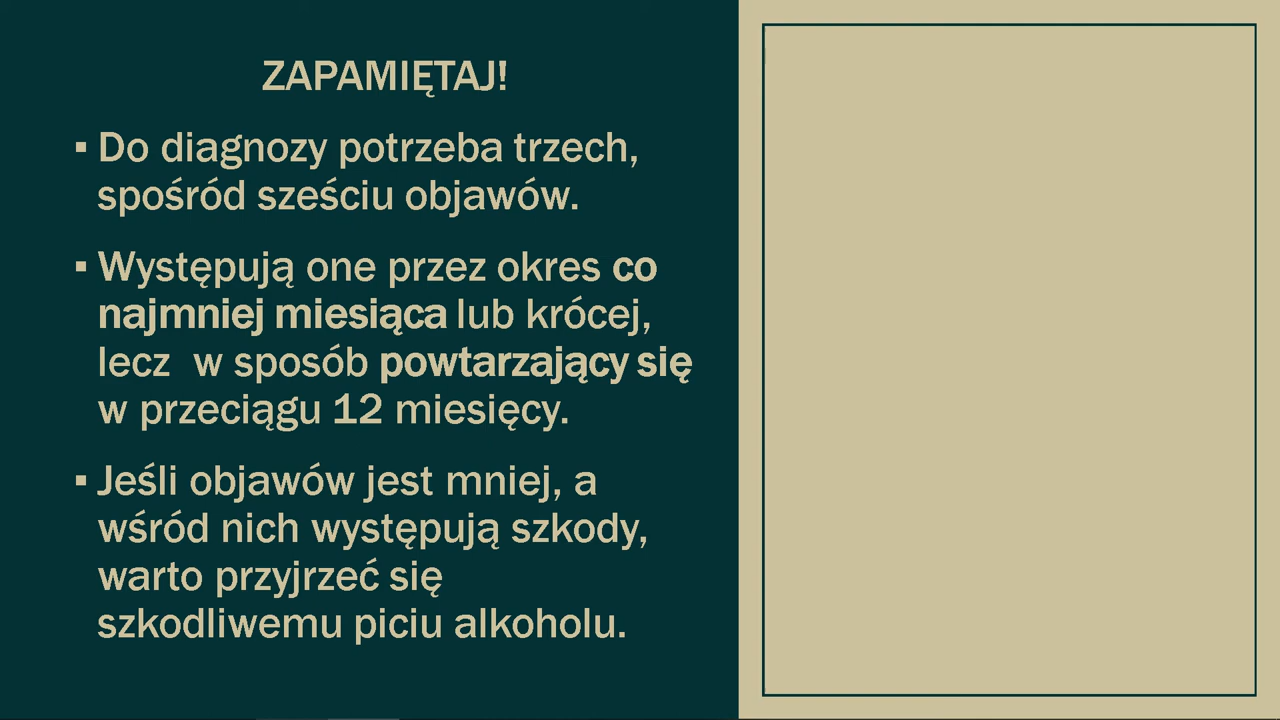 ZAPAMIĘTAJ!
▪ Do diagnozy potrzeba trzech,
spośród sześciu objawów.
▪ Występują one przez okres co
najmniej miesiąca lub krócej,
lecz  w sposób powtarzający się
w przeciągu 12 miesięcy.
▪ Jeśli objawów jest mniej, a
wśród nich występują szkody,
warto przyjrzeć się
szkodliwemu piciu alkoholu.